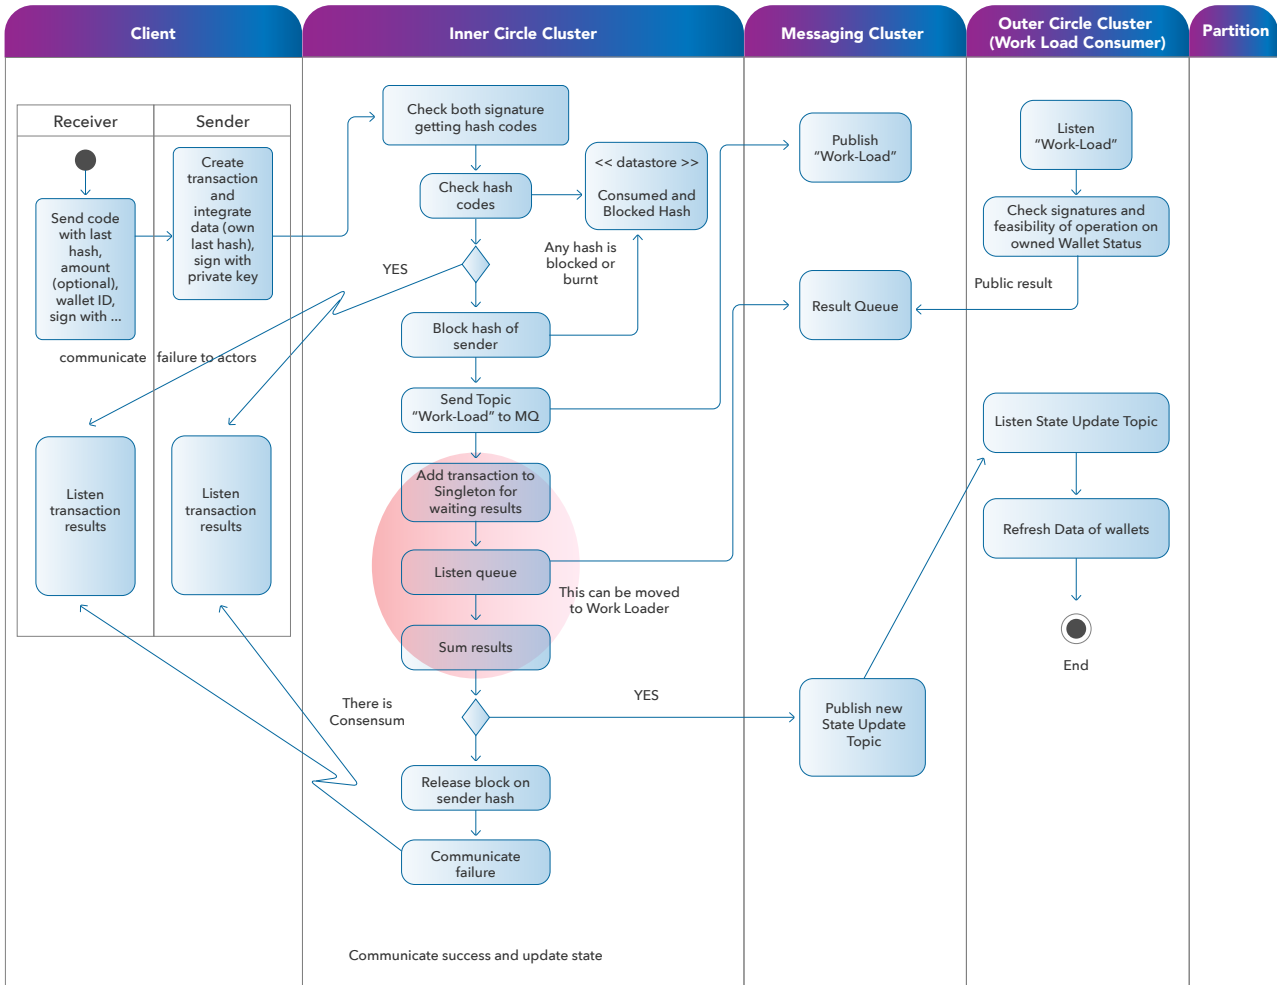 Client
Inner Circle Cluster
Messaging Cluster
Outer Circle Cluster
(Work Load Consumer)
Partition
Receiver
Sender
Send code
with last
hash,
amount
(optional),
wallet ID,
sign with ...
Create
transaction
and
integrate
data (own
last hash),
sign with
private key
communicate failure to actors
Listen
transaction
results
Listen
transaction
results
Check both signature
getting hash codes
Check hash
codes
<< datastore >>
Consumed and
Blocked Hash
YES
Any hash is
blocked or
burnt
Block hash of
sender
Send Topic
“Work-Load” to MQ
Add transaction to
Singleton for
waiting results
Listen queue
This can be moved
to Work Loader
Sum results
There is
Consensum
YES
Release block on
sender hash
Communicate
failure
Communicate success and update state
Publish
“Work-Load”
Result Queue
Publish new
State Update
Topic
Listen
“Work-Load”
Check signatures and
feasibility of operation on
owned Wallet Status
Public result
Listen State Update Topic
Refresh Data of wallets
End